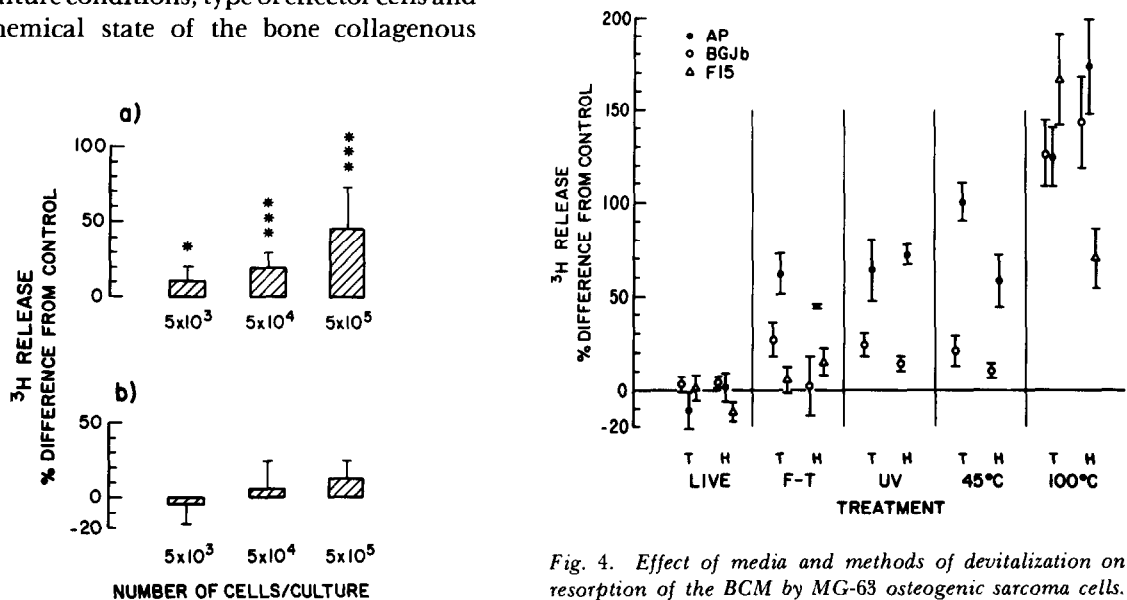 culture conditions, type of effector cells and
chemical state of the bone collagenous
a)
³H RELEASE
% DIFFERENCE FROM CONTROL
100
50
0
*
***
***
5x10³ 5x10⁴ 5x10⁵
b)
50
0
-20
5x10³ 5x10⁴ 5x10⁵
NUMBER OF CELLS/CULTURE
³H RELEASE
% DIFFERENCE FROM CONTROL
200
150
100
50
0
-20
AP
BGJb
F15
T H T H T H T H T H
LIVE F-T UV 45°C 100°C
TREATMENT
Fig. 4. Effect of media and methods of devitalization on
resorption of the BCM by MG-63 osteogenic sarcoma cells.